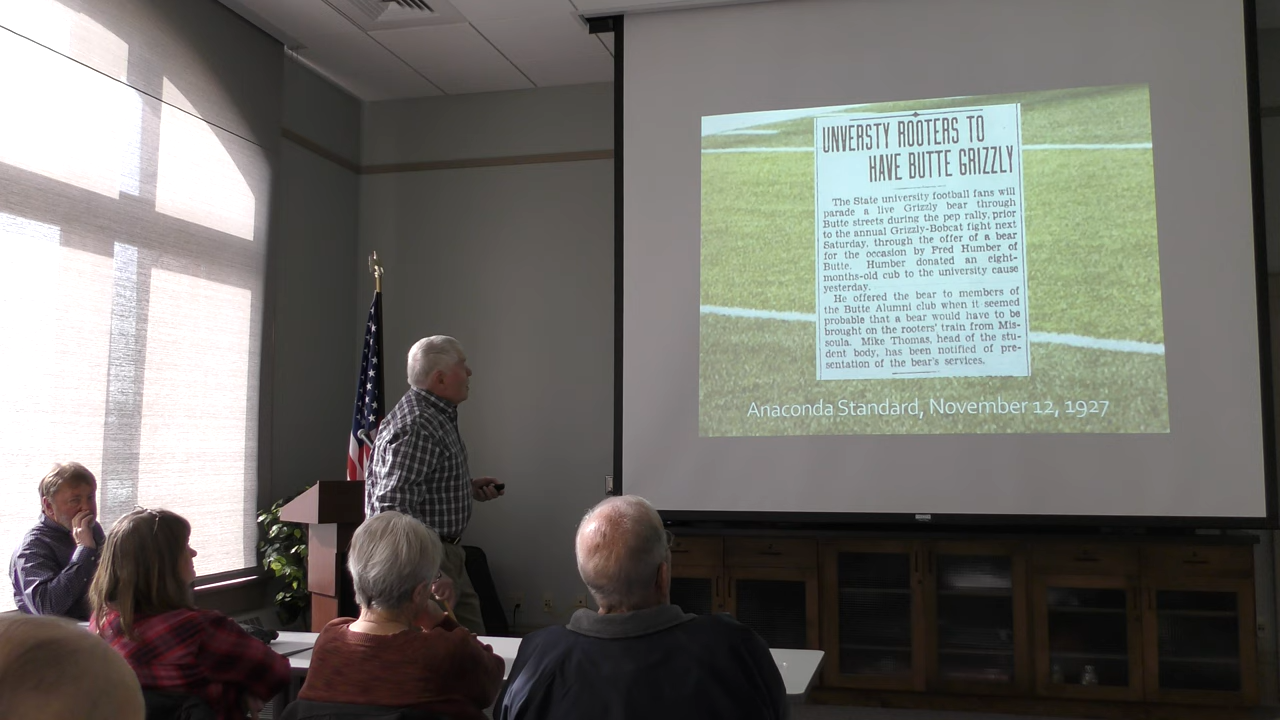 UNVERSTY ROOTERS TO
HAVE BUTTE GRIZZLY
The State university football fans will
parade a live Grizzly bear through
Butte streets during the pep rally, prior
to the annual Grizzly-Bobcat fight next
Saturday, through the offer of a bear
for the occasion by Fred Humber of
Butte. Humber donated an eight-
months-old cub to the university cause
yesterday.
He offered the bear to members of
the Butte Alumni club when it seemed
probable that a bear would have to be
brought on the rooters' train from Mis-
soula. Mike Thomas, head of the stu-
dent body, has been notified of pre-
sentation of the bear's services.
Anaconda Standard, November 12, 1927